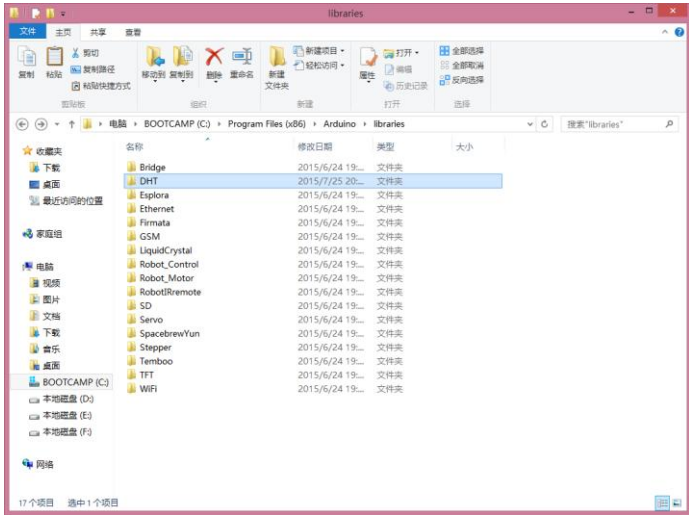 libraries
文件 主页 共享 查看
复制
粘贴
剪切
复制路径
粘贴快捷方式
剪贴板
移动到 复制到 删除 重命名
组织
新建
文件夹
新建项目
轻松访问
新建
属性
打开
编辑
历史记录
打开
全部选择
全部取消
反向选择
选择
电脑 BOOTCAMP (C:) Program Files (x86) Arduino libraries
搜索"libraries"
名称 修改日期 类型 大小
收藏夹
下载
桌面
最近访问的位置
家庭组
电脑
视频
图片
文档
下载
音乐
桌面
BOOTCAMP (C:)
本地磁盘 (D:)
本地磁盘 (E:)
本地磁盘 (F:)
网络
Bridge 2015/6/24 19:... 文件夹
DHT 2015/7/25 20:... 文件夹
Esplora 2015/6/24 19:... 文件夹
Ethernet 2015/6/24 19:... 文件夹
Firmata 2015/6/24 19:... 文件夹
GSM 2015/6/24 19:... 文件夹
LiquidCrystal 2015/6/24 19:... 文件夹
Robot_Control 2015/6/24 19:... 文件夹
Robot_Motor 2015/6/24 19:... 文件夹
RobotIRremote 2015/6/24 19:... 文件夹
SD 2015/6/24 19:... 文件夹
Servo 2015/6/24 19:... 文件夹
SpacebrewYun 2015/6/24 19:... 文件夹
Stepper 2015/6/24 19:... 文件夹
Temboo 2015/6/24 19:... 文件夹
TFT 2015/6/24 19:... 文件夹
WiFi 2015/6/24 19:... 文件夹
17 个项目 选中 1 个项目